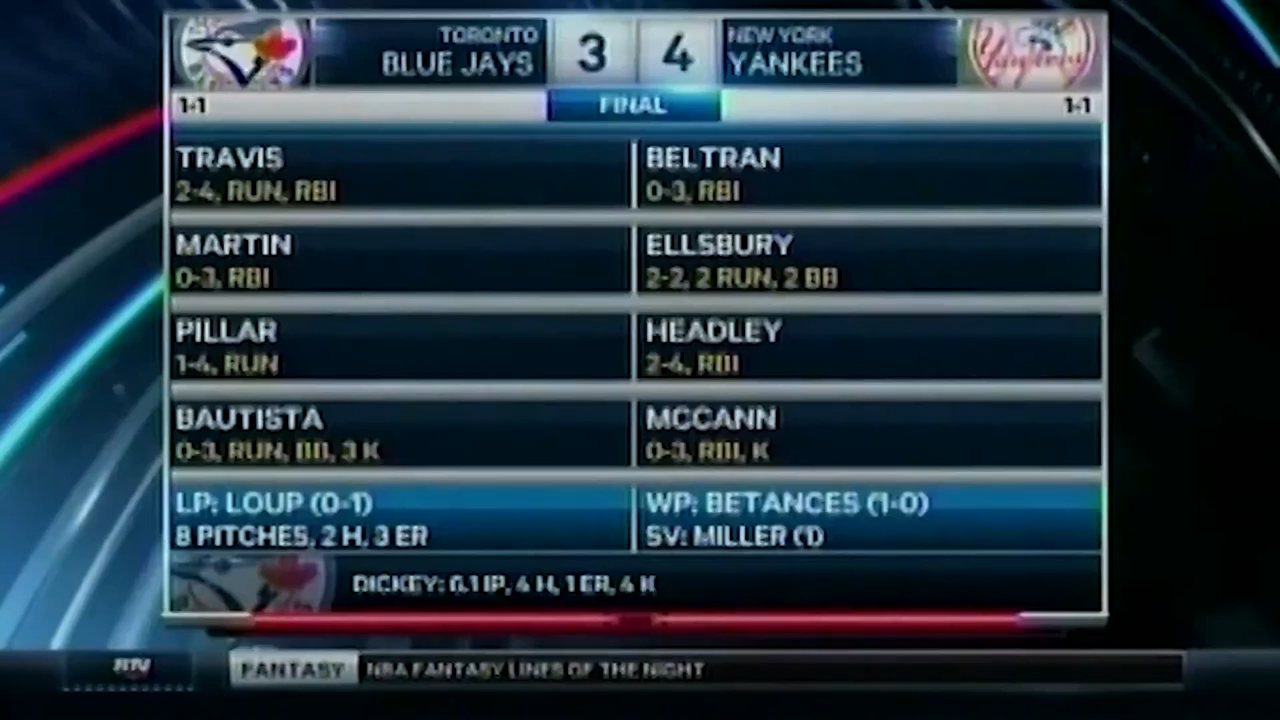 TORONTO
BLUE JAYS
3
4
NEW YORK
YANKEES
Yankees
1-1
FINAL
1-1
TRAVIS
2-4, RUN, RBI
BELTRAN
0-3, RBI
MARTIN
0-3, RBI
ELLSBURY
2-2, 2 RUN, 2 BB
PILLAR
1-4, RUN
HEADLEY
2-4, RBI
BAUTISTA
0-3, RUN, BB, 3 K
MCCANN
0-3, RBI, K
LP: LOUP (0-1)
8 PITCHES, 2 H, 3 ER
WP: BETANCES (1-0)
SV: MILLER (1)
DICKEY: 6.1 IP, 4 H, 1 ER, 4 K
FANTASY
NBA FANTASY LINES OF THE NIGHT